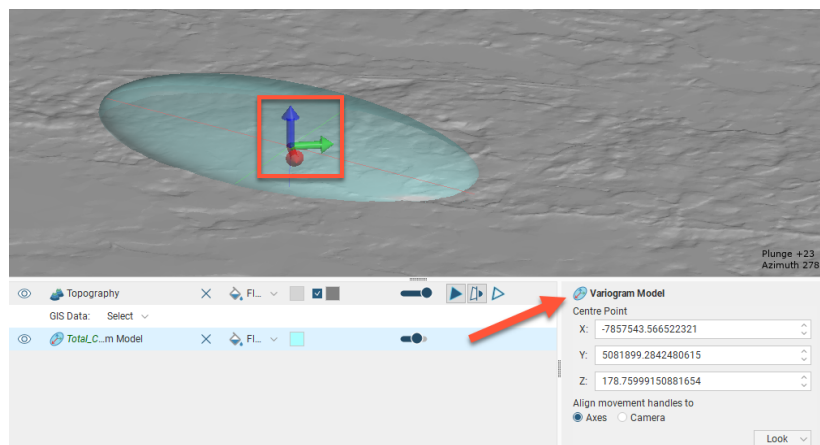 Plunge +23
Azimuth 278
Topography
Fl...
GIS Data: Select
Total_C...m Model
Fl...
Variogram Model
Centre Point
X: -7857543.566522321
Y: 5081899.2842480615
Z: 178.75999150881654
Align movement handles to
Axes Camera
Look